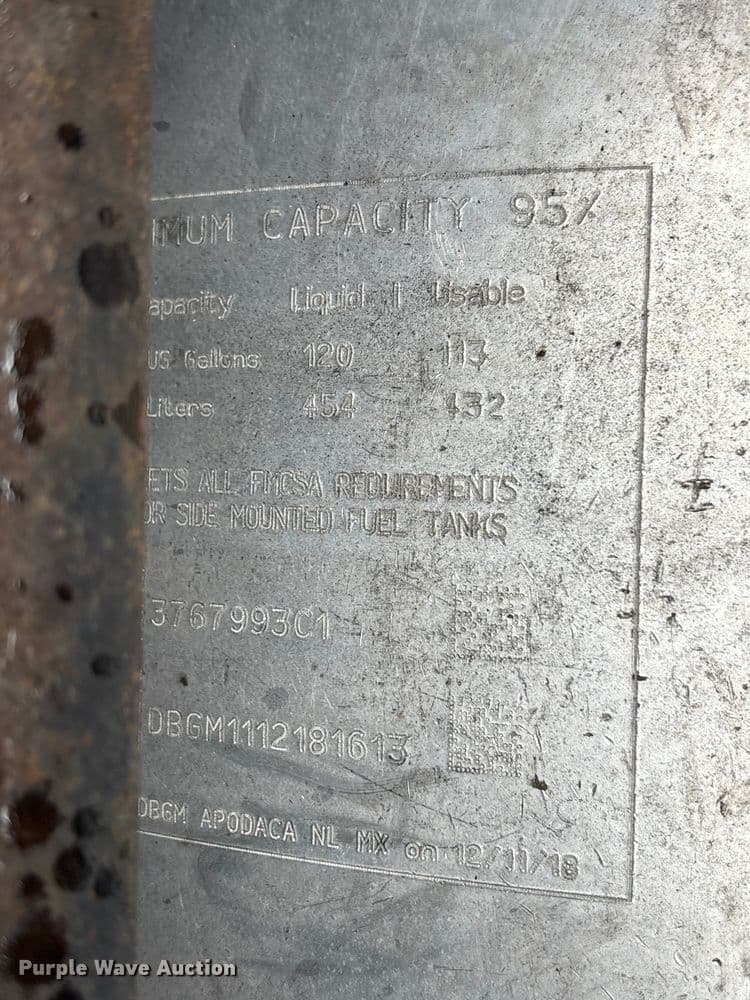 IMUM CAPACITY 95%
apacity Liquid | Usable
US Gallons 120 113
Liters 454 432
ETS ALL FMCSA REQUIREMENTS
OR SIDE MOUNTED FUEL TANKS
3767993C1
DBGM1112181613
DBGM APODACA NL MX on 12/11/18
Purple Wave Auction